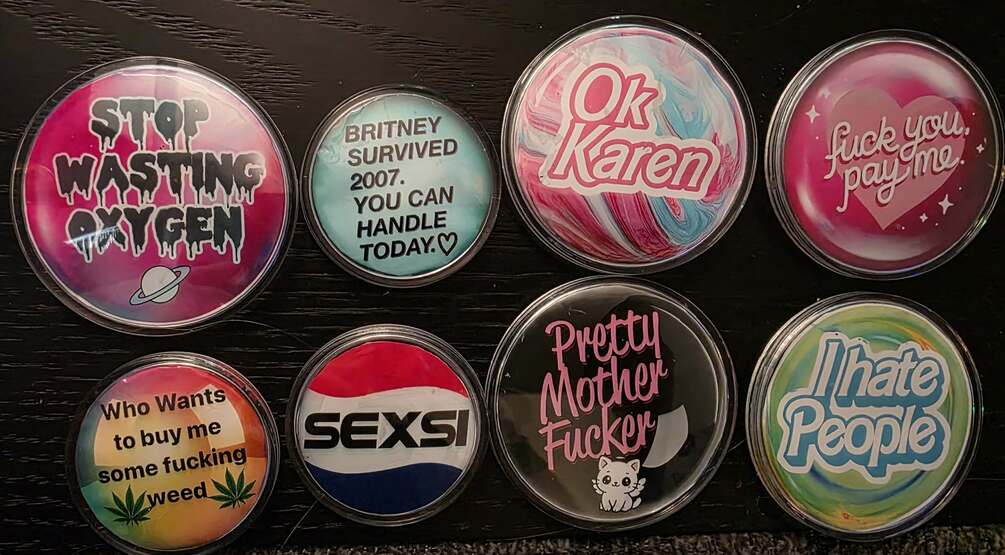 STOP
WASTING
OXYGEN
BRITNEY
SURVIVED
2007.
YOU CAN
HANDLE
TODAY.♡
Ok
Karen
fuck you,
pay me.
Who Wants
to buy me
some fucking
weed
SEXSI
Pretty
Mother
Fucker
I hate
People